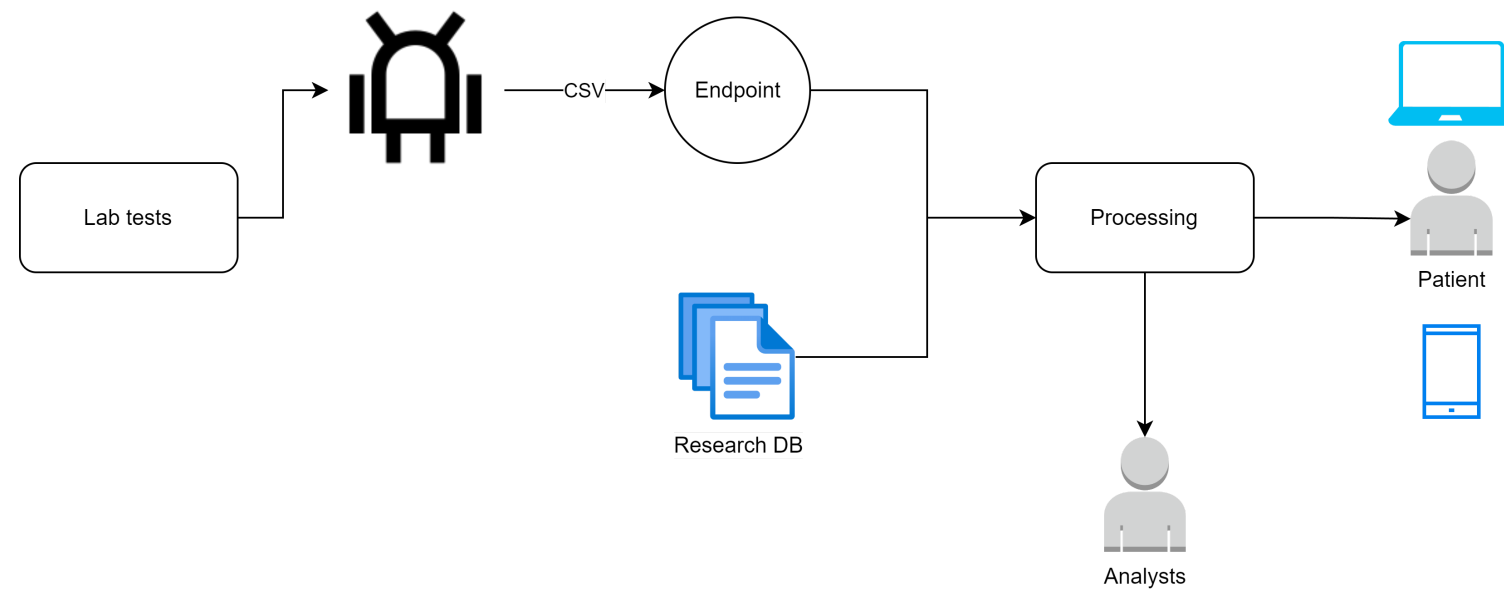 Lab tests
CSV
Endpoint
Research DB
Processing
Patient
Analysts